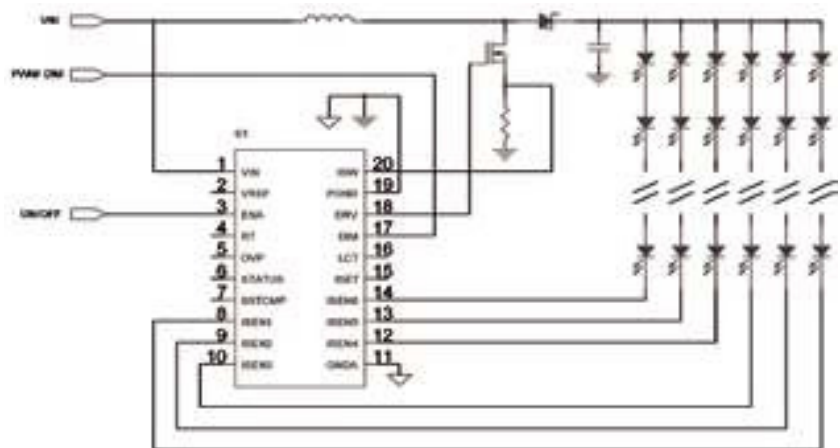 VIN
PWM DIM
U1
1 VIN ISW 20
2 VREF PGND 19
ON/OFF
3 ENA DRV 18
4 RT DIM 17
5 OVP LCT 16
6 STATUS ISET 15
7 SSTCMP ISEN6 14
8 ISEN1 ISEN5 13
9 ISEN2 ISEN4 12
10 ISEN3 GNDA 11